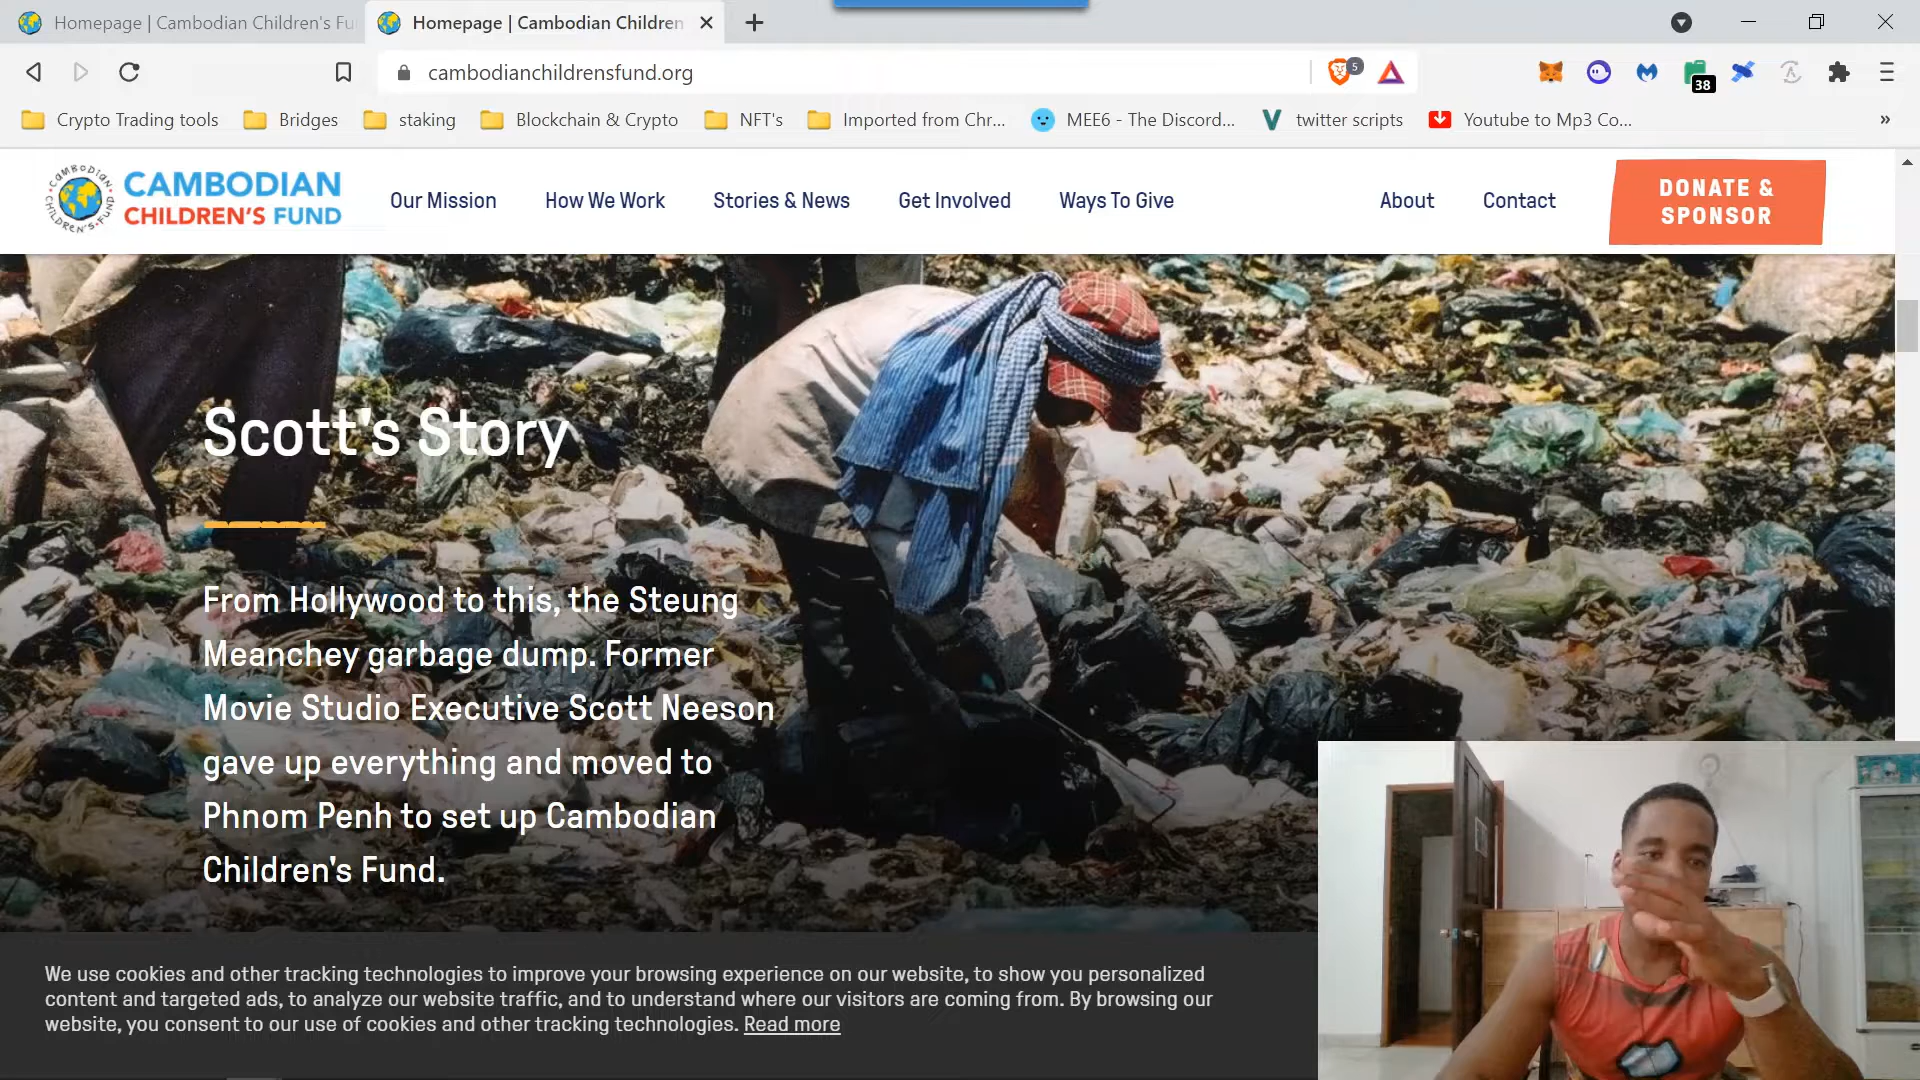 Homepage | Cambodian Children's Fu
Homepage | Cambodian Children
cambodianchildrensfund.org
5
38
Crypto Trading tools
Bridges
staking
Blockchain & Crypto
NFT's
Imported from Chr...
MEE6 - The Discord...
twitter scripts
Youtube to Mp3 Co...
»
CAMBODIAN CHILDREN'S FUND
CAMBODIAN
CHILDREN'S FUND
Our Mission
How We Work
Stories & News
Get Involved
Ways To Give
About
Contact
DONATE &
SPONSOR
Scott's Story
From Hollywood to this, the Steung
Meanchey garbage dump. Former
Movie Studio Executive Scott Neeson
gave up everything and moved to
Phnom Penh to set up Cambodian
Children's Fund.
We use cookies and other tracking technologies to improve your browsing experience on our website, to show you personalized
content and targeted ads, to analyze our website traffic, and to understand where our visitors are coming from. By browsing our
website, you consent to our use of cookies and other tracking technologies. Read more